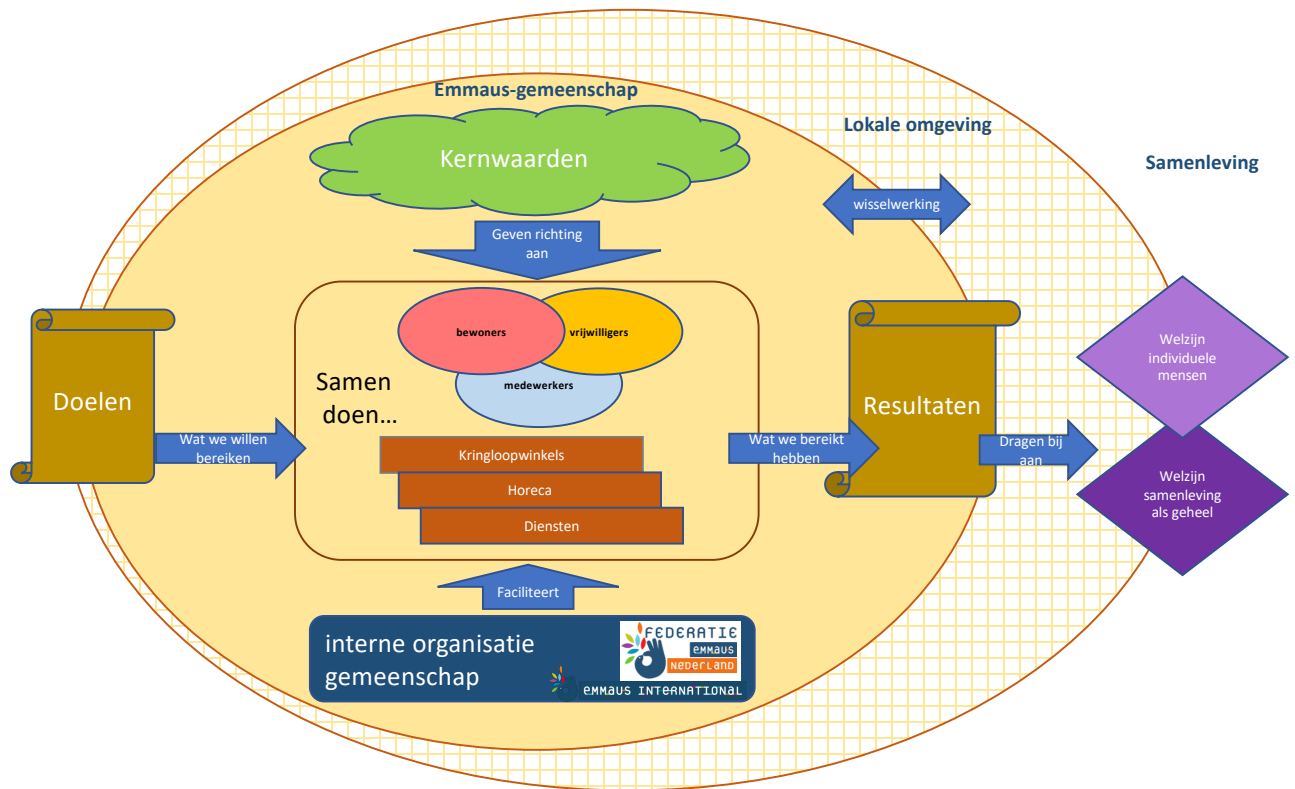 Emmaus-gemeenschap
Lokale omgeving
Samenleving
Kernwaarden
wisselwerking
Geven richting
aan
bewoners
vrijwilligers
medewerkers
Samen
doen…
Doelen
Wat we willen
bereiken
Kringloopwinkels
Horeca
Diensten
Wat we bereikt
hebben
Resultaten
Dragen bij
aan
Welzijn
individuele
mensen
Welzijn
samenleving
als geheel
Faciliteert
interne organisatie
gemeenschap
FEDERATIE
eMMAUS
NeDeRLAND
eMMAUS INTERNATIONAL